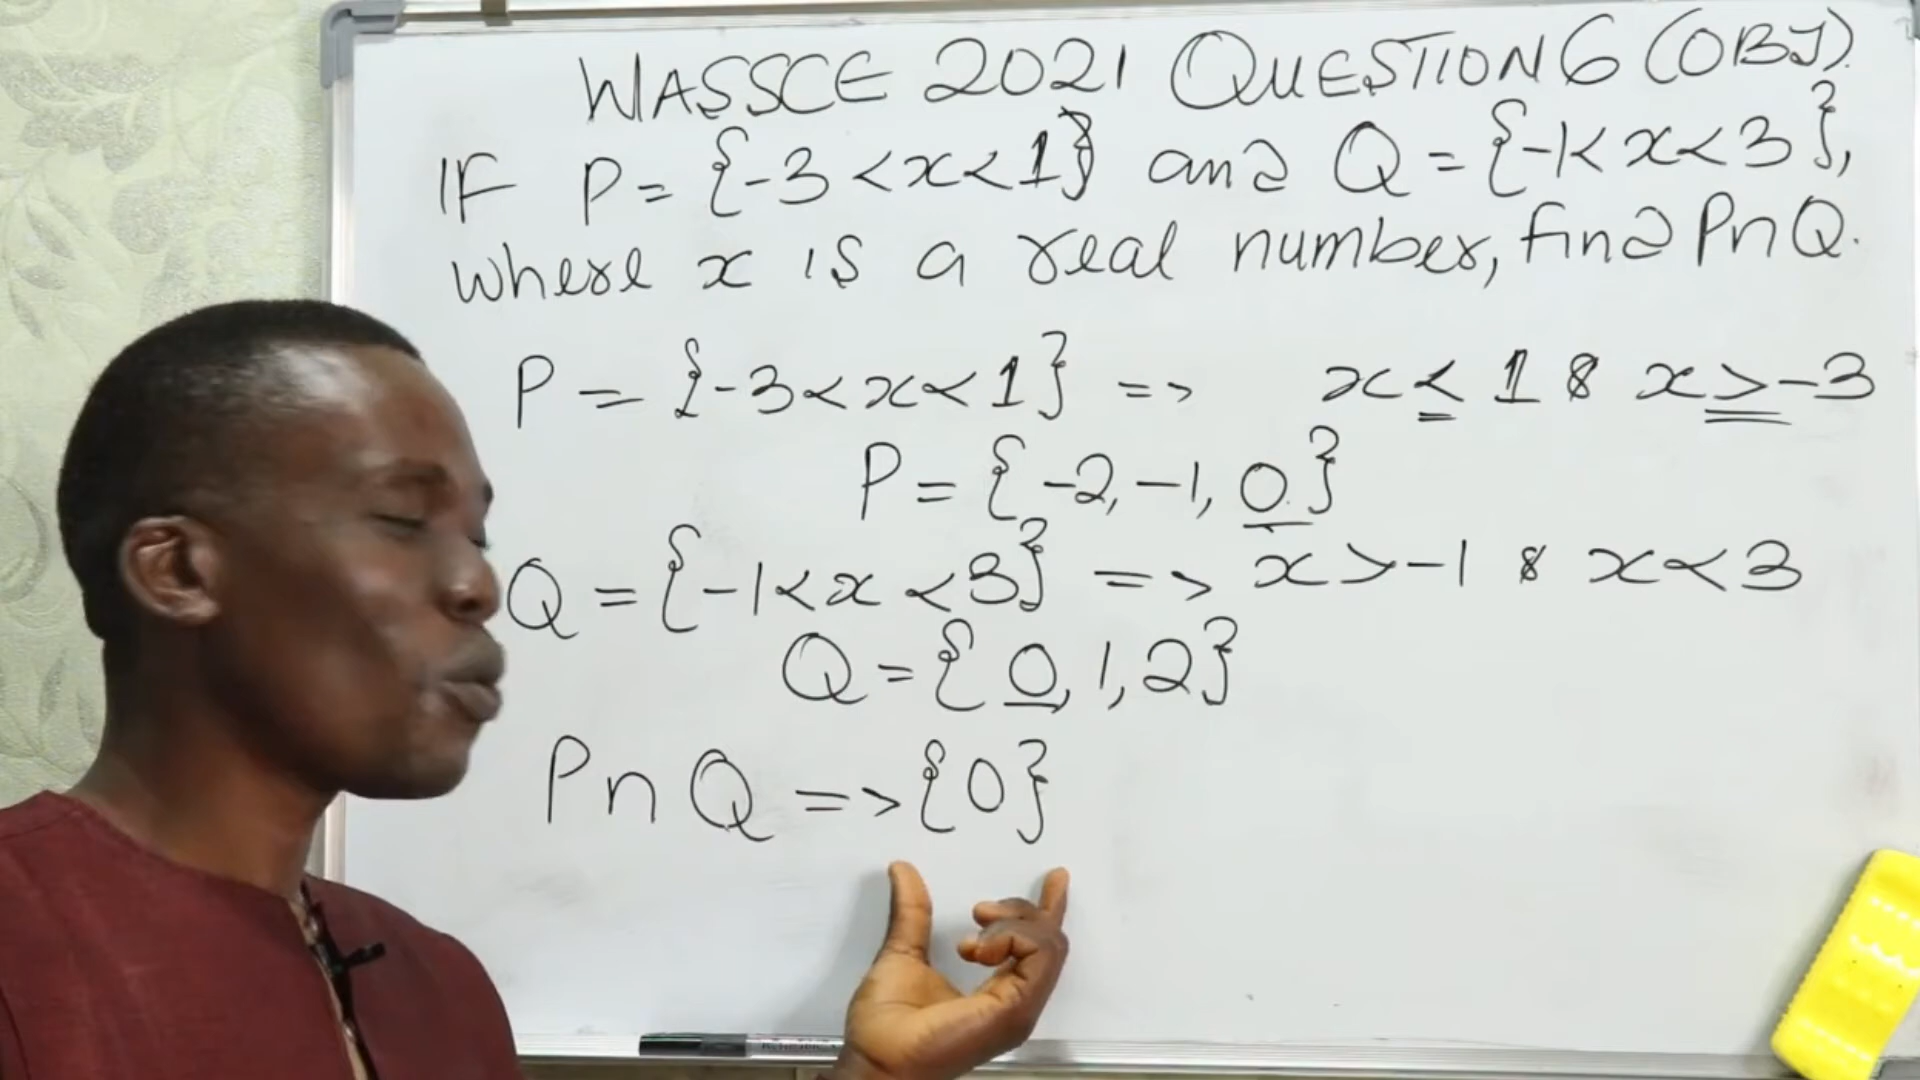 WASSCE 2021 QUESTION 6 (OBJ).
IF P = {-3 < x < 1} and Q = {-1 < x < 3},
where x is a real number, find P n Q.
P = {-3 < x < 1} => x < 1 & x > -3
P = {-2, -1, 0}
Q = {-1 < x < 3} => x > -1 & x < 3
Q = {0, 1, 2}
P n Q => {0}